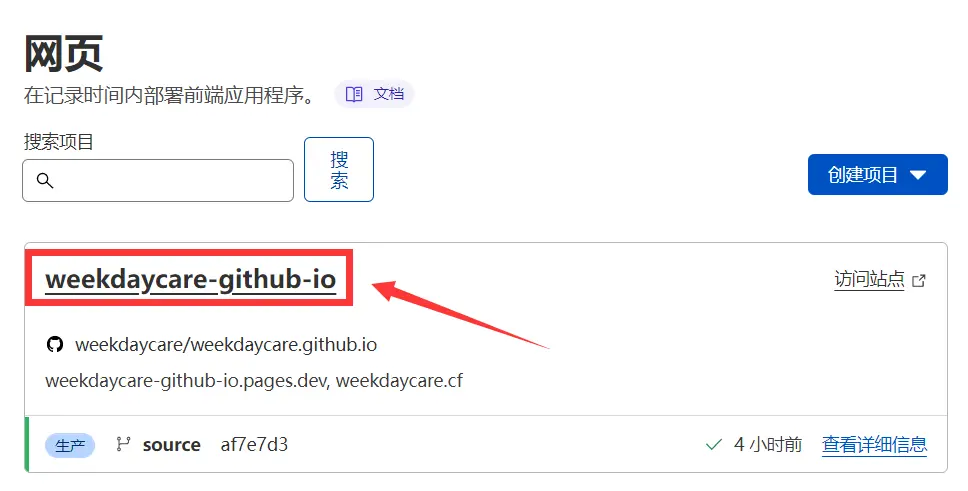 网页
在记录时间内部署前端应用程序。 文档
搜索项目
搜
索
创建项目
weekdaycare-github-io
访问站点
weekdaycare/weekdaycare.github.io
weekdaycare-github-io.pages.dev, weekdaycare.cf
生产 source af7e7d3 4 小时前 查看详细信息